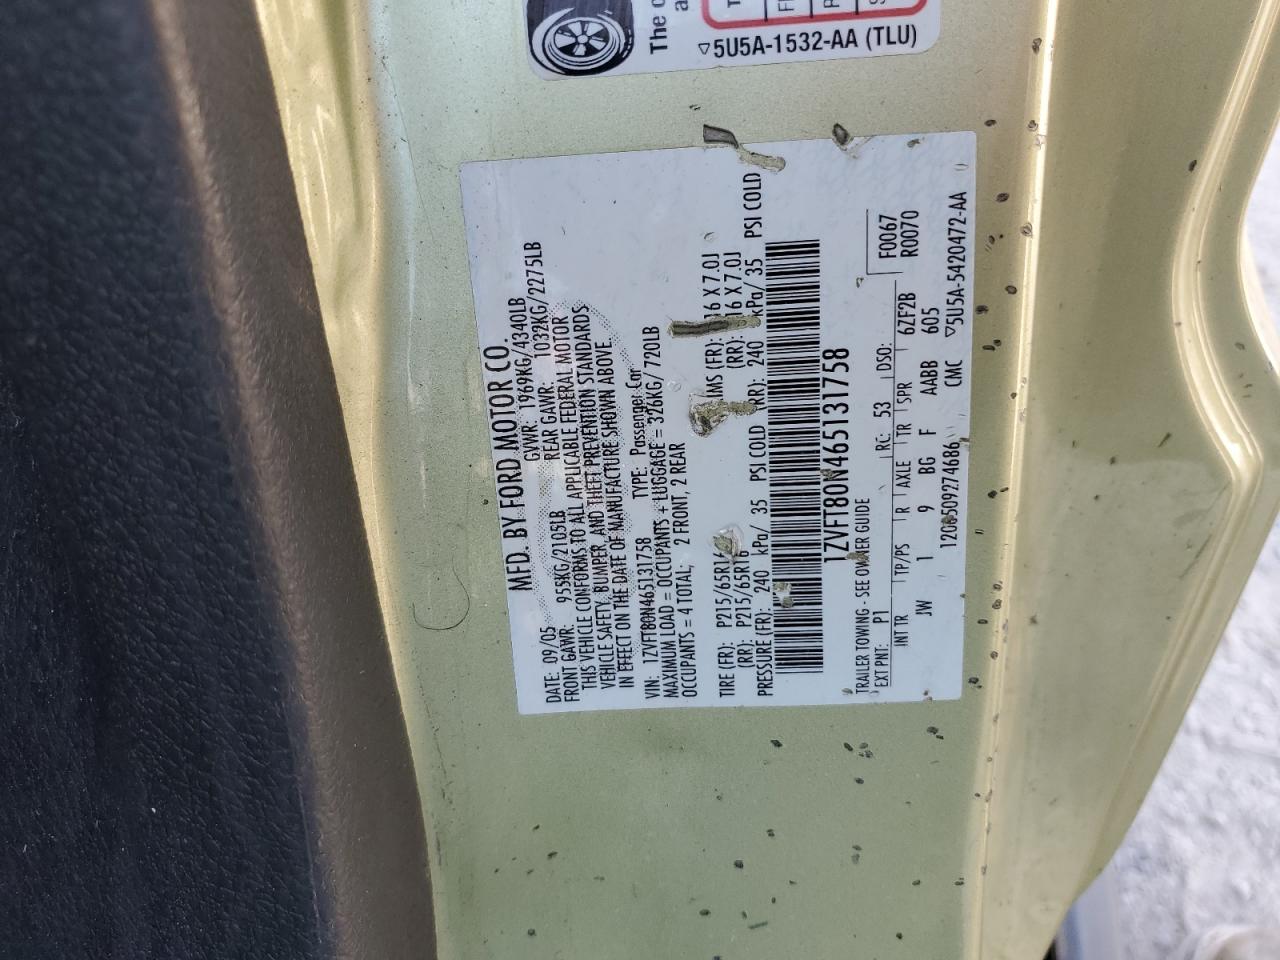 The
▽5U5A-1532-AA (TLU)
MFD. BY FORD MOTOR CO.
DATE: 09/05 GVWR: 1969KG/4340LB
FRONT GAWR: 955KG/2105LB REAR GAWR: 1032KG/2275LB
THIS VEHICLE CONFORMS TO ALL APPLICABLE FEDERAL MOTOR
VEHICLE SAFETY, BUMPER, AND THEFT PREVENTION STANDARDS
IN EFFECT ON THE DATE OF MANUFACTURE SHOWN ABOVE.
VIN: 1ZVFT80N465131758 TYPE: Passenger Car
MAXIMUM LOAD = OCCUPANTS + LUGGAGE = 326KG/ 720LB
OCCUPANTS = 4 TOTAL; 2 FRONT, 2 REAR
TIRE (FR): P215/65R16 (FR): 16 X 7.0J
(RR): P215/65R16 (RR): 16 X 7.0J
PRESSURE (FR): 240 kPa/ 35 PSI COLD (RR): 240 kPa/ 35 PSI COLD
1ZVFT80N465131758
TRAILER TOWING - SEE OWNER GUIDE
EXT PNT: P1 RC: 53 DSO: F0067
R0070
INT TR TP/PS R AXLE TR SPR 6ZF2B
JW 1 9 BG F AABB 605
1200509274686 CMC ▽5U5A-5420472-AA